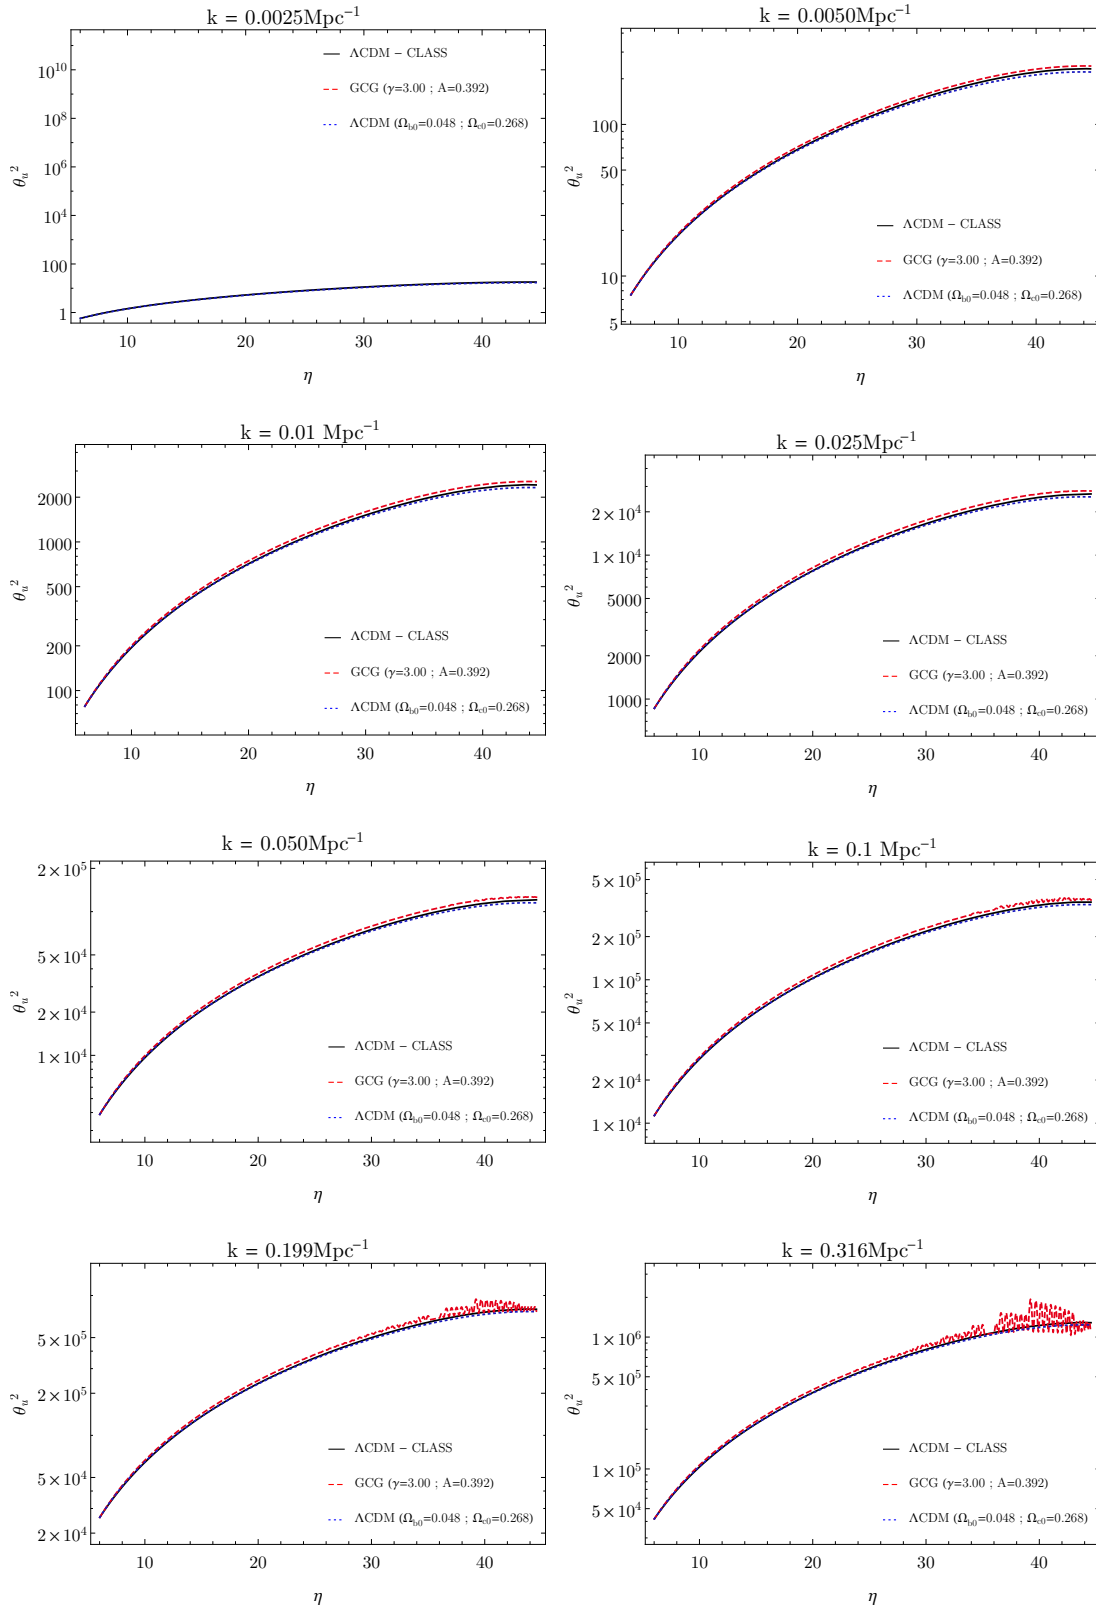 k = 0.0025Mpc⁻¹
ΛCDM – CLASS
GCG (γ=3.00 ; A=0.392)
ΛCDM (Ω_b0=0.048 ; Ω_c0=0.268)
10¹⁰
10⁸
10⁶
10⁴
100
1
θ_u²
10 20 30 40
η
k = 0.0050Mpc⁻¹
100
50
10
5
θ_u²
ΛCDM – CLASS
GCG (γ=3.00 ; A=0.392)
ΛCDM (Ω_b0=0.048 ; Ω_c0=0.268)
10 20 30 40
η
k = 0.01 Mpc⁻¹
2000
1000
500
200
100
θ_u²
ΛCDM – CLASS
GCG (γ=3.00 ; A=0.392)
ΛCDM (Ω_b0=0.048 ; Ω_c0=0.268)
10 20 30 40
η
k = 0.025Mpc⁻¹
2×10⁴
1×10⁴
5000
2000
1000
θ_u²
ΛCDM – CLASS
GCG (γ=3.00 ; A=0.392)
ΛCDM (Ω_b0=0.048 ; Ω_c0=0.268)
10 20 30 40
η
k = 0.050Mpc⁻¹
2×10⁵
5×10⁴
2×10⁴
1×10⁴
θ_u²
ΛCDM – CLASS
GCG (γ=3.00 ; A=0.392)
ΛCDM (Ω_b0=0.048 ; Ω_c0=0.268)
10 20 30 40
η
k = 0.1 Mpc⁻¹
5×10⁵
2×10⁵
1×10⁵
5×10⁴
2×10⁴
1×10⁴
θ_u²
ΛCDM – CLASS
GCG (γ=3.00 ; A=0.392)
ΛCDM (Ω_b0=0.048 ; Ω_c0=0.268)
10 20 30 40
η
k = 0.199Mpc⁻¹
5×10⁵
2×10⁵
5×10⁴
2×10⁴
θ_u²
ΛCDM – CLASS
GCG (γ=3.00 ; A=0.392)
ΛCDM (Ω_b0=0.048 ; Ω_c0=0.268)
10 20 30 40
η
k = 0.316Mpc⁻¹
1×10⁶
5×10⁵
1×10⁵
5×10⁴
θ_u²
ΛCDM – CLASS
GCG (γ=3.00 ; A=0.392)
ΛCDM (Ω_b0=0.048 ; Ω_c0=0.268)
10 20 30 40
η